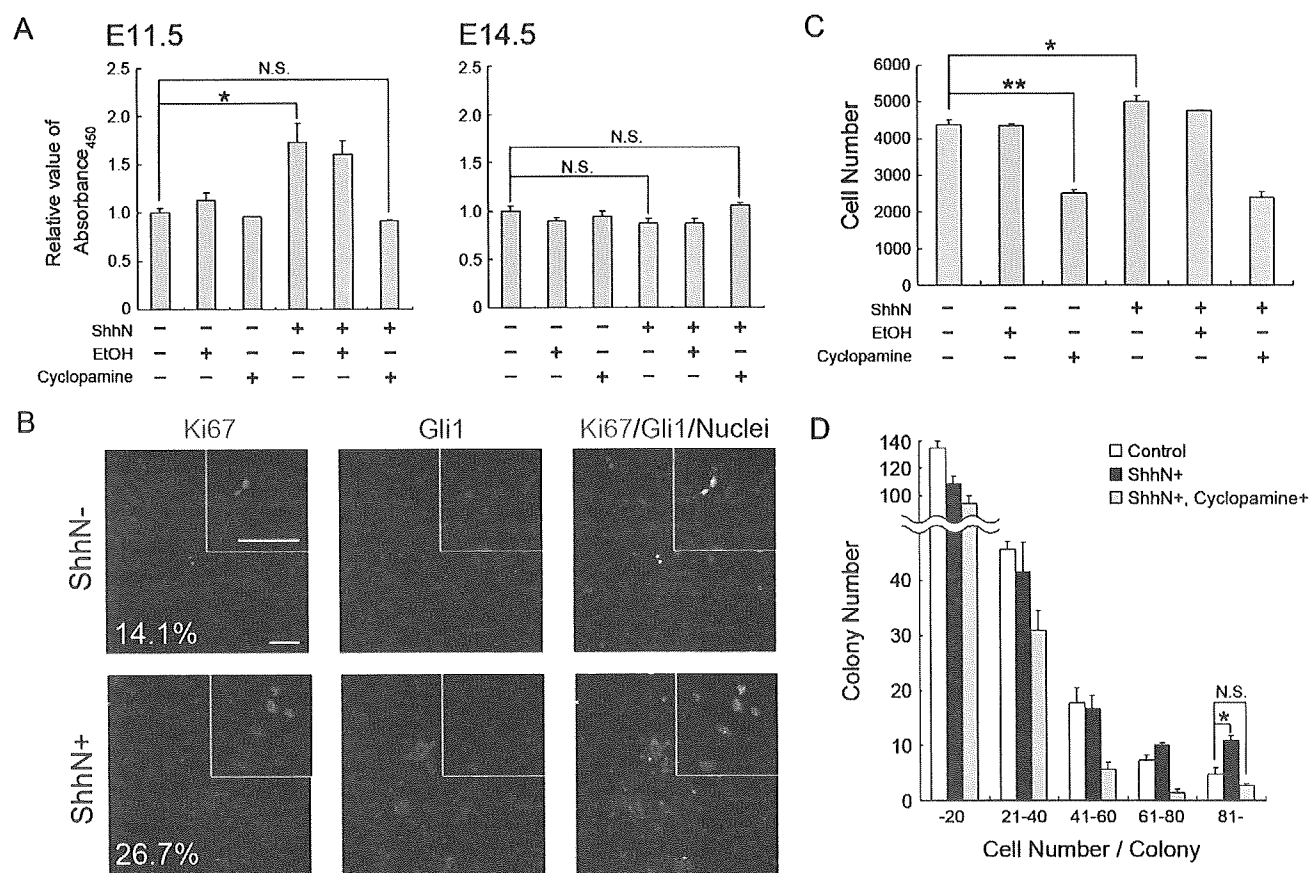 A
E11.5
E14.5
Relative value of
Absorbance450
2.5
2.0
1.5
1.0
0.5
0
N.S.
*
2.5
2.0
1.5
1.0
0.5
0
N.S.
N.S.
ShhN − − − + + + − − − + + +
EtOH − + − − + − − + − − + −
Cyclopamine − − + − − + − − + − − +
C
Cell Number
6000
5000
4000
3000
2000
1000
0
*
**
ShhN − − − + + +
EtOH − + − − + −
Cyclopamine − − + − − +
B
Ki67 Gli1 Ki67/Gli1/Nuclei
ShhN-
14.1%
ShhN+
26.7%
D
Colony Number
140
120
100
40
30
20
10
0
Control
ShhN+
ShhN+, Cyclopamine+
N.S.
*
-20 21-40 41-60 61-80 81-
Cell Number / Colony